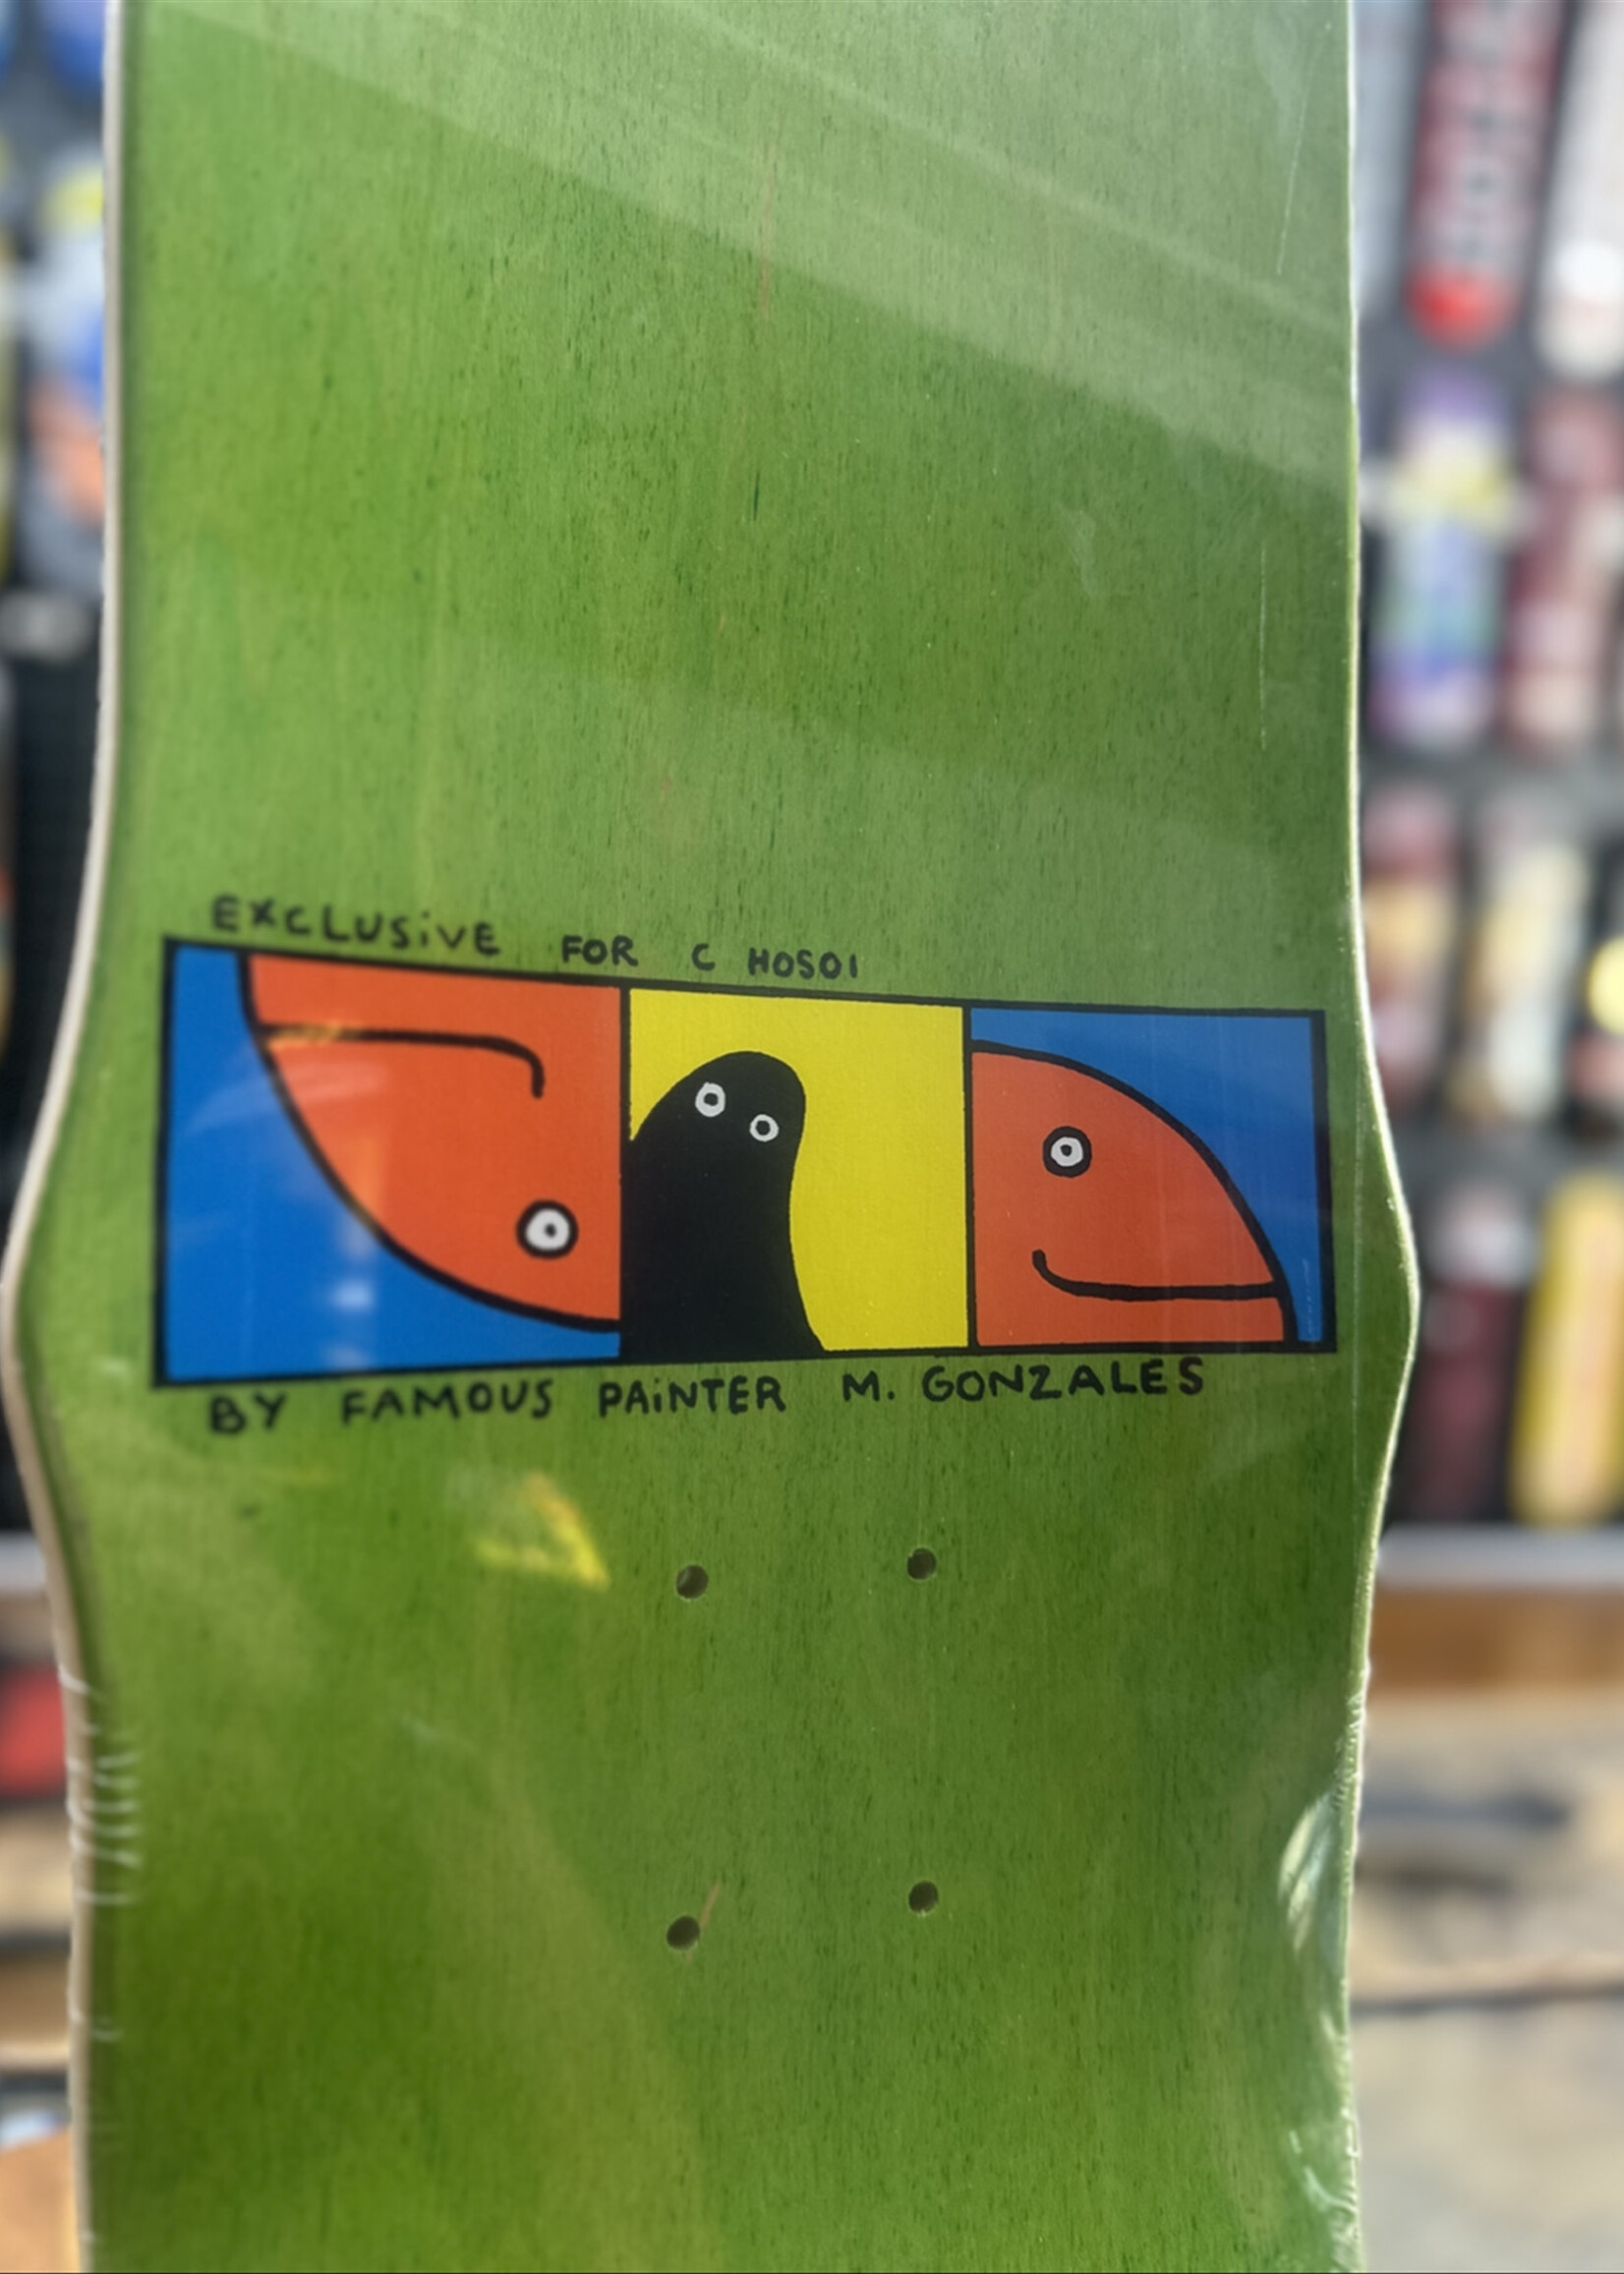 EXCLUSiVE FOR C HOSOI
BY FAMOUS PAiNTER M. GONZALES